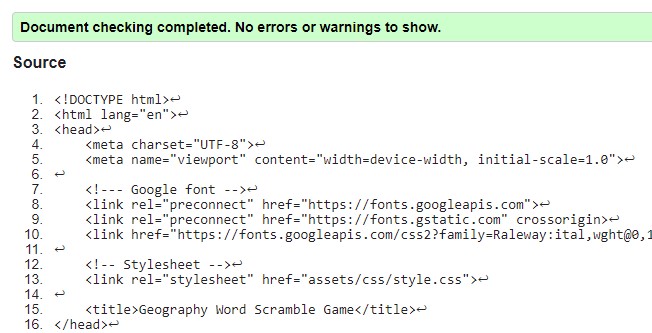 Document checking completed. No errors or warnings to show.
Source
1. <!DOCTYPE html>↩
2. <html lang="en">↩
3. <head>↩
4.     <meta charset="UTF-8">↩
5.     <meta name="viewport" content="width=device-width, initial-scale=1.0">↩
6. ↩
7.     <!--- Google font -->↩
8.     <link rel="preconnect" href="https://fonts.googleapis.com">↩
9.     <link rel="preconnect" href="https://fonts.gstatic.com" crossorigin>↩
10.     <link href="https://fonts.googleapis.com/css2?family=Raleway:ital,wght@0,1
11. ↩
12.     <!-- Stylesheet -->↩
13.     <link rel="stylesheet" href="assets/css/style.css">↩
14. ↩
15.     <title>Geography Word Scramble Game</title>↩
16. </head>↩